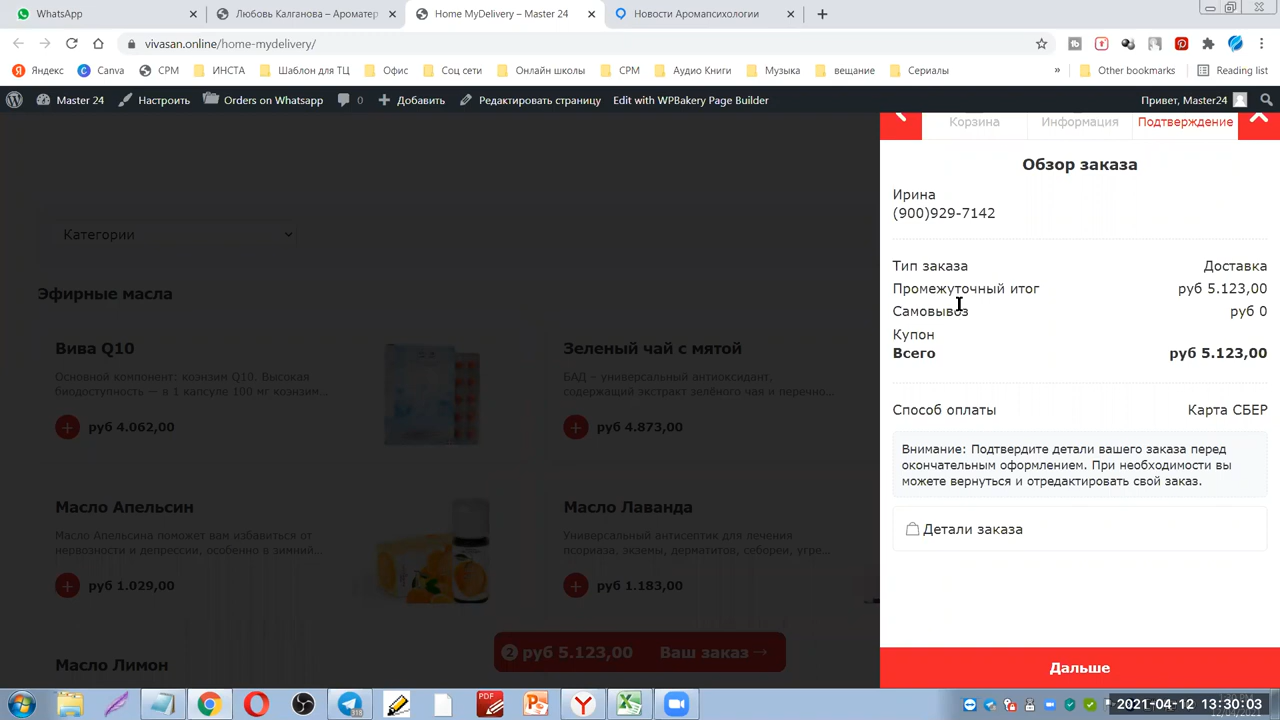 WhatsApp
Любовь Калганова – Ароматер
Home MyDelivery – Master 24
Новости Аромапсихологии
vivasan.online/home-mydelivery/
Яндекс
Canva
СРМ
ИНСТА
Шаблон для ТЦ
Офис
Соц сети
Онлайн школы
СРМ
Аудио Книги
Музыка
вещание
Сериалы
»
Other bookmarks
Reading list
Master 24
Настроить
Orders on Whatsapp
0
Добавить
Редактировать страницу
Edit with WPBakery Page Builder
Привет, Master24
Корзина
Информация
Подтверждение
Обзор заказа
Ирина
(900)929-7142
Тип заказа Доставка
Промежуточный итог руб 5.123,00
Самовывоз руб 0
Купон
Всего руб 5.123,00
Способ оплаты Карта СБЕР
Внимание: Подтвердите детали вашего заказа перед
окончательным оформлением. При необходимости вы
можете вернуться и отредактировать свой заказ.
Детали заказа
Дальше
Категории
Эфирные масла
Вива Q10
Основной компонент: коэнзим Q10. Высокая
биодоступность — в 1 капсуле 100 мг коэнзим...
руб 4.062,00
Зеленый чай с мятой
БАД – универсальный антиоксидант,
содержащий экстракт зелёного чая и перечно...
руб 4.873,00
Масло Апельсин
Масло Апельсина поможет вам избавиться от
нервозности и депрессии, особенно в зимний...
руб 1.029,00
Масло Лаванда
Универсальный антисептик для лечения
псориаза, экземы, дерматитов, себореи, угре...
руб 1.183,00
Масло Лимон
2 руб 5.123,00 Ваш заказ →
PDF
2021-04-12 13:30:03